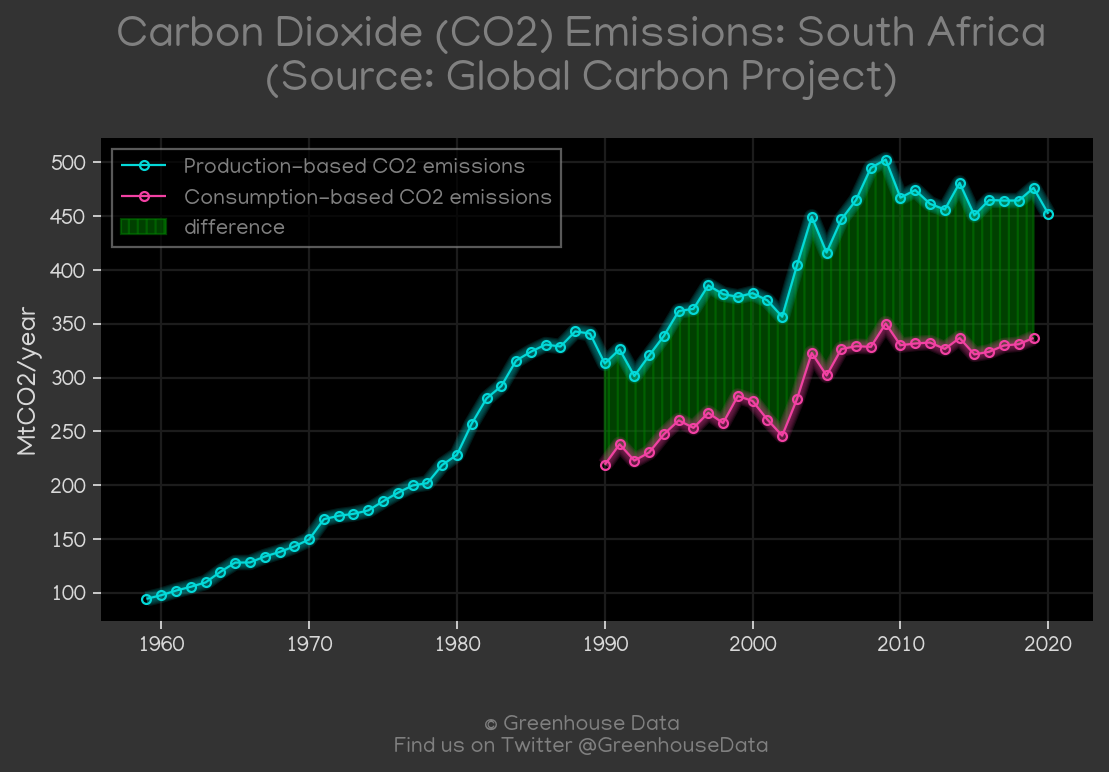 Carbon Dioxide (CO2) Emissions: South Africa
(Source: Global Carbon Project)
Production-based CO2 emissions
Consumption-based CO2 emissions
difference
MtCO2/year
500
450
400
350
300
250
200
150
100
1960 1970 1980 1990 2000 2010 2020
© Greenhouse Data
Find us on Twitter @GreenhouseData